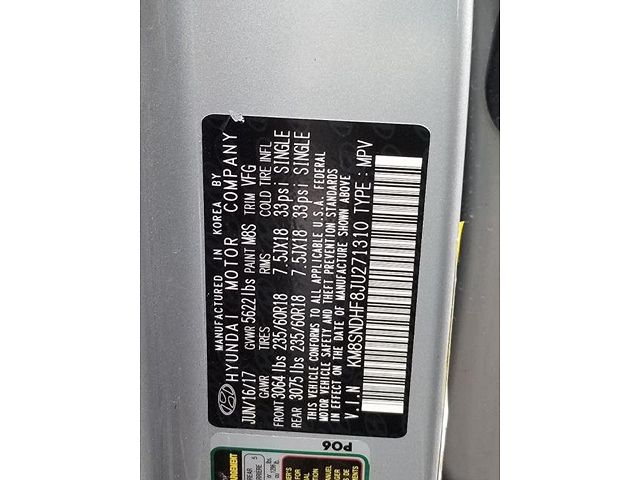 MANUFACTURED IN KOREA BY
HYUNDAI MOTOR COMPANY
JUN/16/17 GVWR 5622 lbs PAINT M8S TRIM VFG
GAWR TIRES RIMS COLD TIRE INFL
FRONT 3064 lbs 235/60R18 7.5JX18 33psi SINGLE
REAR 3075 lbs 235/60R18 7.5JX18 33psi SINGLE
THIS VEHICLE CONFORMS TO ALL APPLICABLE U.S.A. FEDERAL
MOTOR VEHICLE SAFETY AND THEFT PREVENTION STANDARDS
IN EFFECT ON THE DATE OF MANUFACTURE SHOWN ABOVE
V.I.N KM8SNDHF8JU271310 TYPE : MPV
P06